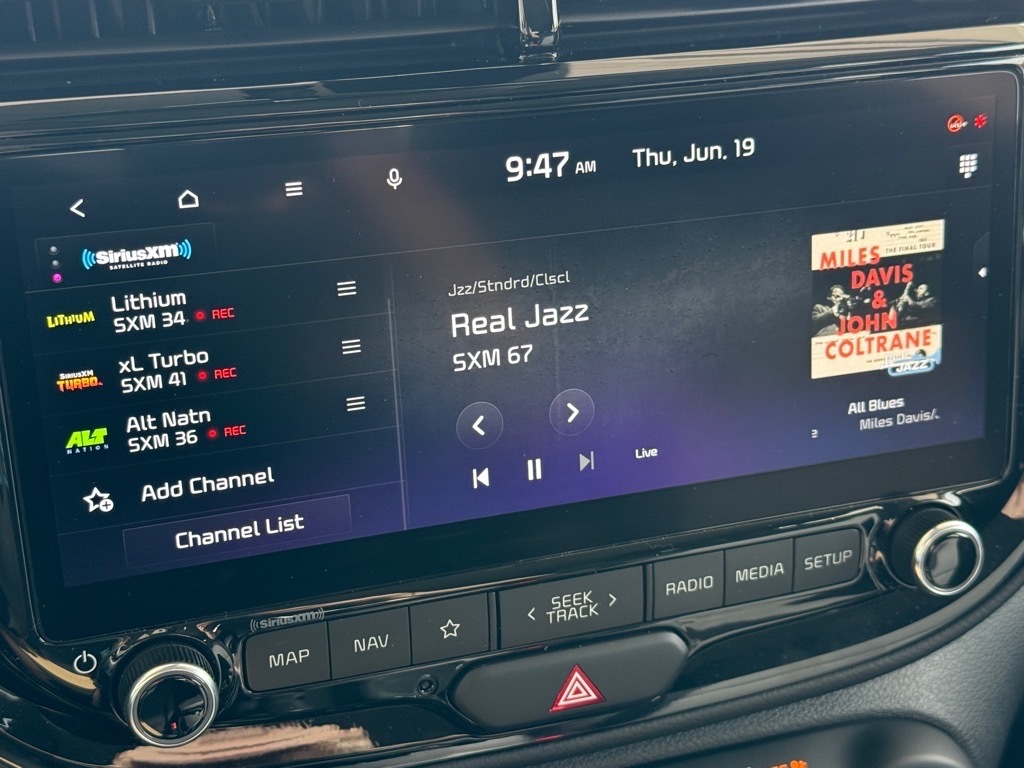 9:47 AM Thu, Jun. 19
SiriusXM
SATELLITE RADIO
LITHIUM
Lithium
SXM 34 REC
SIRIUSXM
TURBO
xL Turbo
SXM 41 REC
ALT
NATION
Alt Natn
SXM 36 REC
Add Channel
Channel List
Jzz/Stndrd/Clscl
Real Jazz
SXM 67
Live
THE FINAL TOUR
MILES
DAVIS
&
JOHN
COLTRANE
JAZZ
All Blues
Miles Davis/.
SiriusXM
MAP
NAV
< SEEK TRACK >
RADIO
MEDIA
SETUP